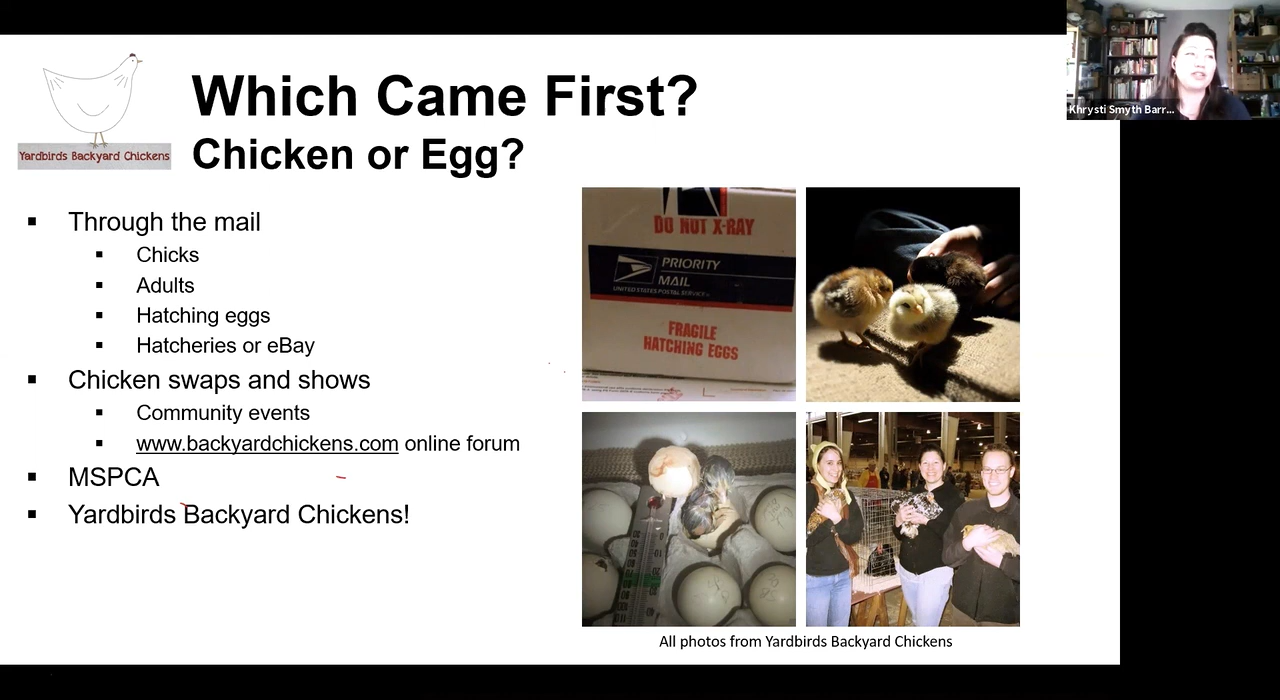 Khrysti Smyth Barr...
Which Came First?
Chicken or Egg?
Yardbirds Backyard Chickens
Through the mail
Chicks
Adults
Hatching eggs
Hatcheries or eBay
Chicken swaps and shows
Community events
www.backyardchickens.com online forum
MSPCA
Yardbirds Backyard Chickens!
DO NOT X-RAY
PRIORITY
MAIL
UNITED STATES POSTAL SERVICE
FRAGILE
HATCHING EGGS
All photos from Yardbirds Backyard Chickens